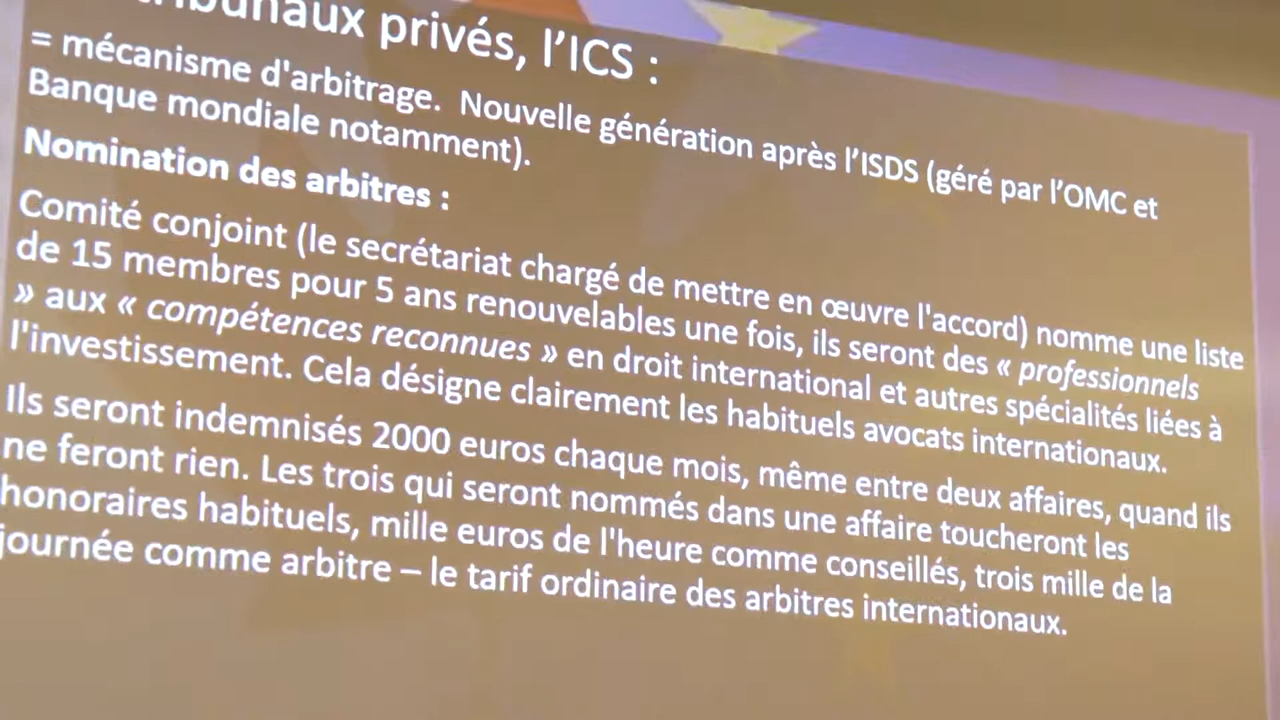 privés, l'ICS :
= mécanisme d'arbitrage. Nouvelle génération après l'ISDS (géré par l'OMC et
Banque mondiale notamment).
Nomination des arbitres :
Comité conjoint (le secrétariat chargé de mettre en œuvre l'accord) nomme une liste
de 15 membres pour 5 ans renouvelables une fois, ils seront des « professionnels
» aux « compétences reconnues » en droit international et autres spécialités liées à
l'investissement. Cela désigne clairement les habituels avocats internationaux.
Ils seront indemnisés 2000 euros chaque mois, même entre deux affaires, quand ils
ne feront rien. Les trois qui seront nommés dans une affaire toucheront les
honoraires habituels, mille euros de l'heure comme conseillés, trois mille de la
journée comme arbitre – le tarif ordinaire des arbitres internationaux.